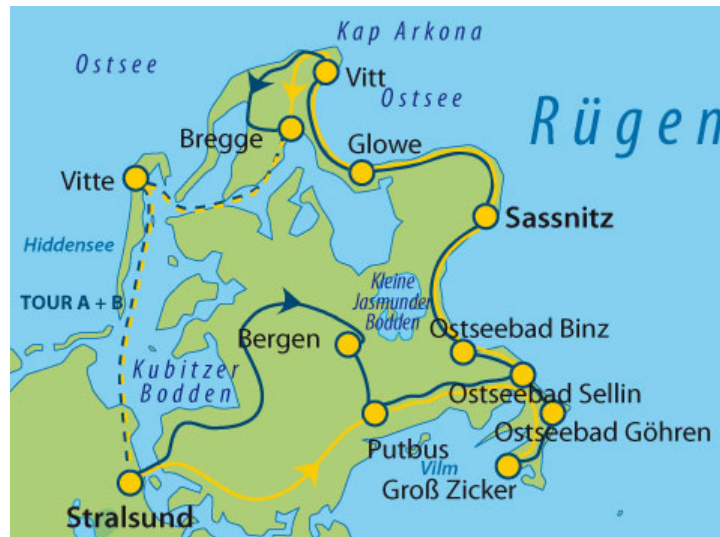 Kap Arkona
Ostsee
Vitt
Ostsee
Rügen
Bregge
Glowe
Vitte
Sassnitz
Hiddensee
Kleine
Jasmunder
Bodden
TOUR A + B
Ostseebad Binz
Bergen
Kubitzer
Bodden
Ostseebad Sellin
Ostseebad Göhren
Putbus
Vilm
Groß Zicker
Stralsund